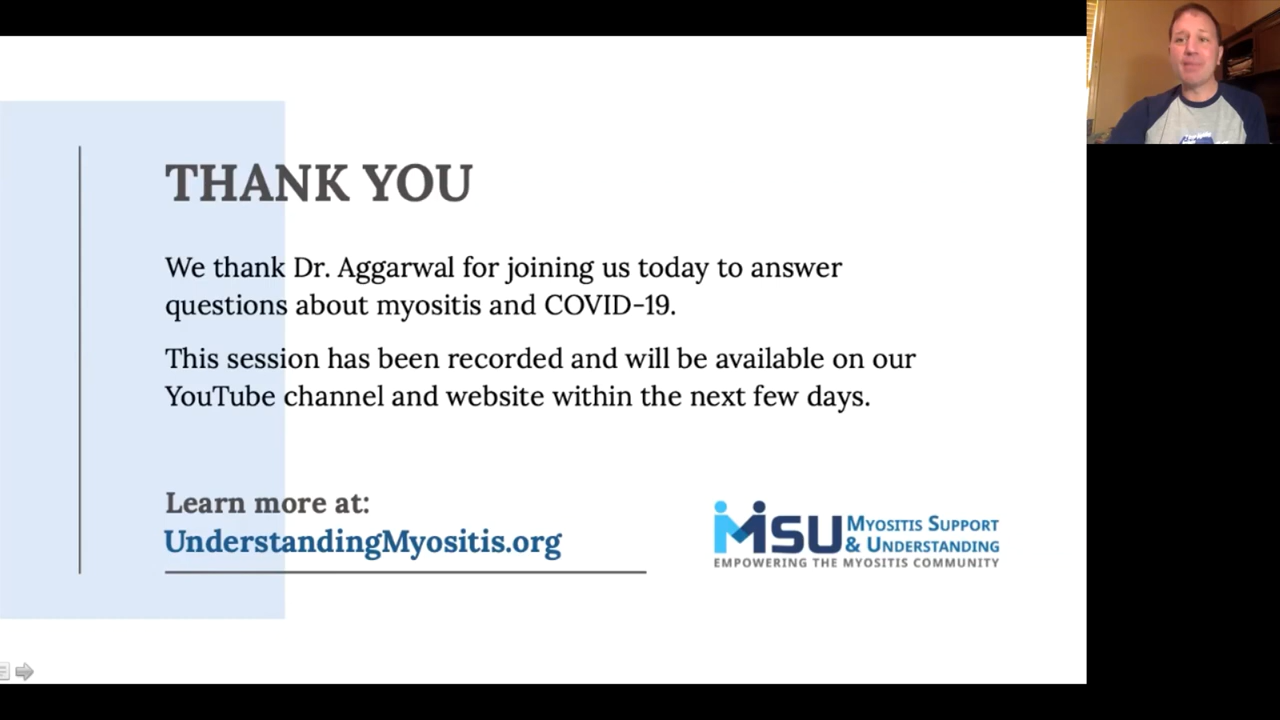 THANK YOU
We thank Dr. Aggarwal for joining us today to answer
questions about myositis and COVID-19.
This session has been recorded and will be available on our
YouTube channel and website within the next few days.
Learn more at:
UnderstandingMyositis.org
MSU MYOSITIS SUPPORT
& UNDERSTANDING
EMPOWERING THE MYOSITIS COMMUNITY